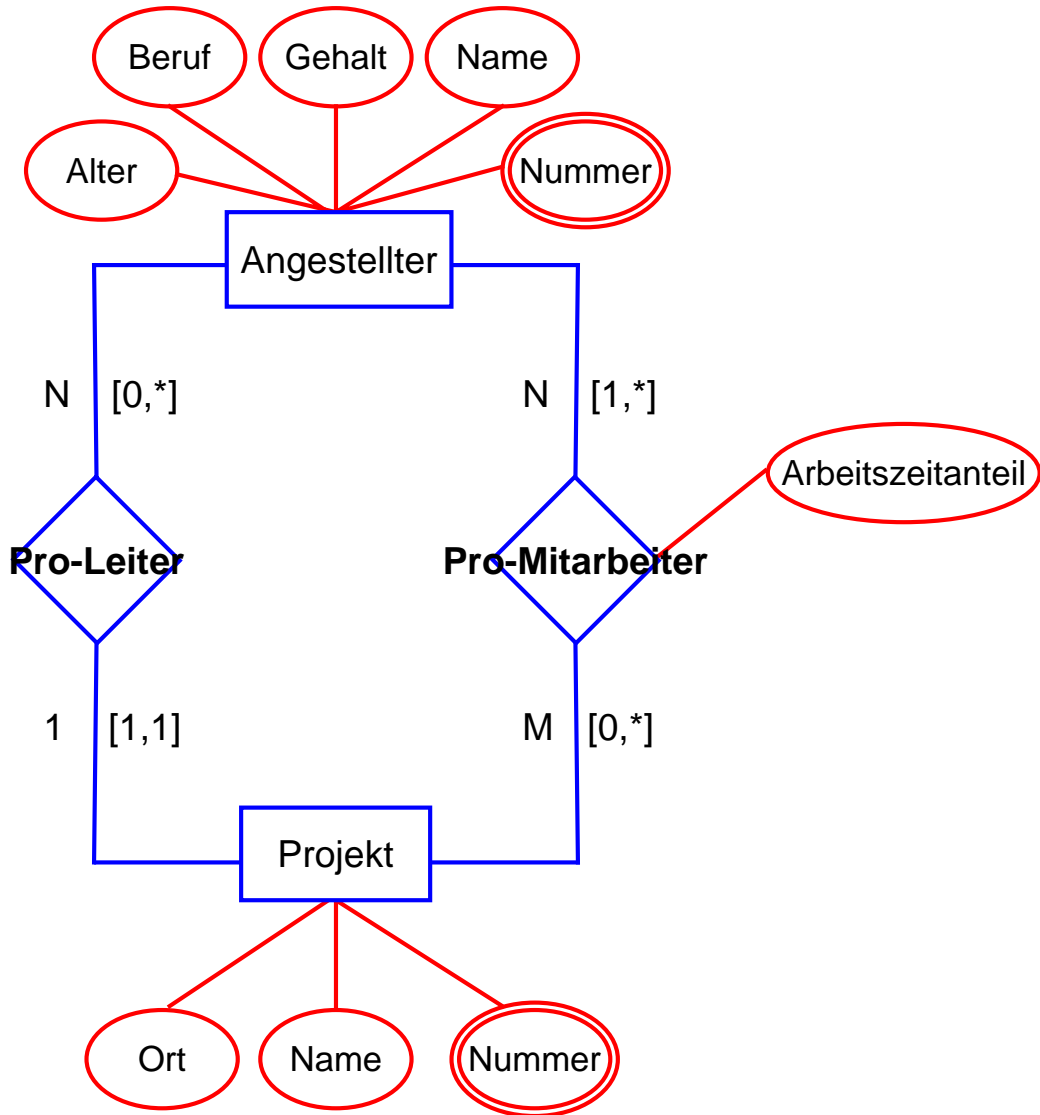 Beruf Gehalt Name
Alter Nummer
Angestellter
N [0,*] N [1,*]
Arbeitszeitanteil
Pro-Leiter Pro-Mitarbeiter
1 [1,1] M [0,*]
Projekt
Ort Name Nummer